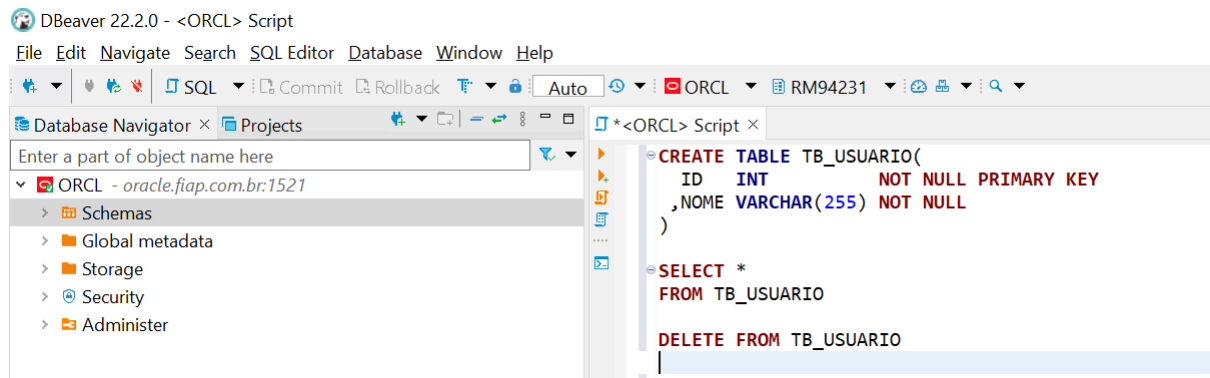 DBeaver 22.2.0 - <ORCL> Script
File Edit Navigate Search SQL Editor Database Window Help
SQL Commit Rollback Auto ORCL RM94231
Database Navigator Projects
*<ORCL> Script
Enter a part of object name here
ORCL - oracle.fiap.com.br:1521
Schemas
Global metadata
Storage
Security
Administer
CREATE TABLE TB_USUARIO(
ID INT NOT NULL PRIMARY KEY
,NOME VARCHAR(255) NOT NULL
)
SELECT *
FROM TB_USUARIO
DELETE FROM TB_USUARIO